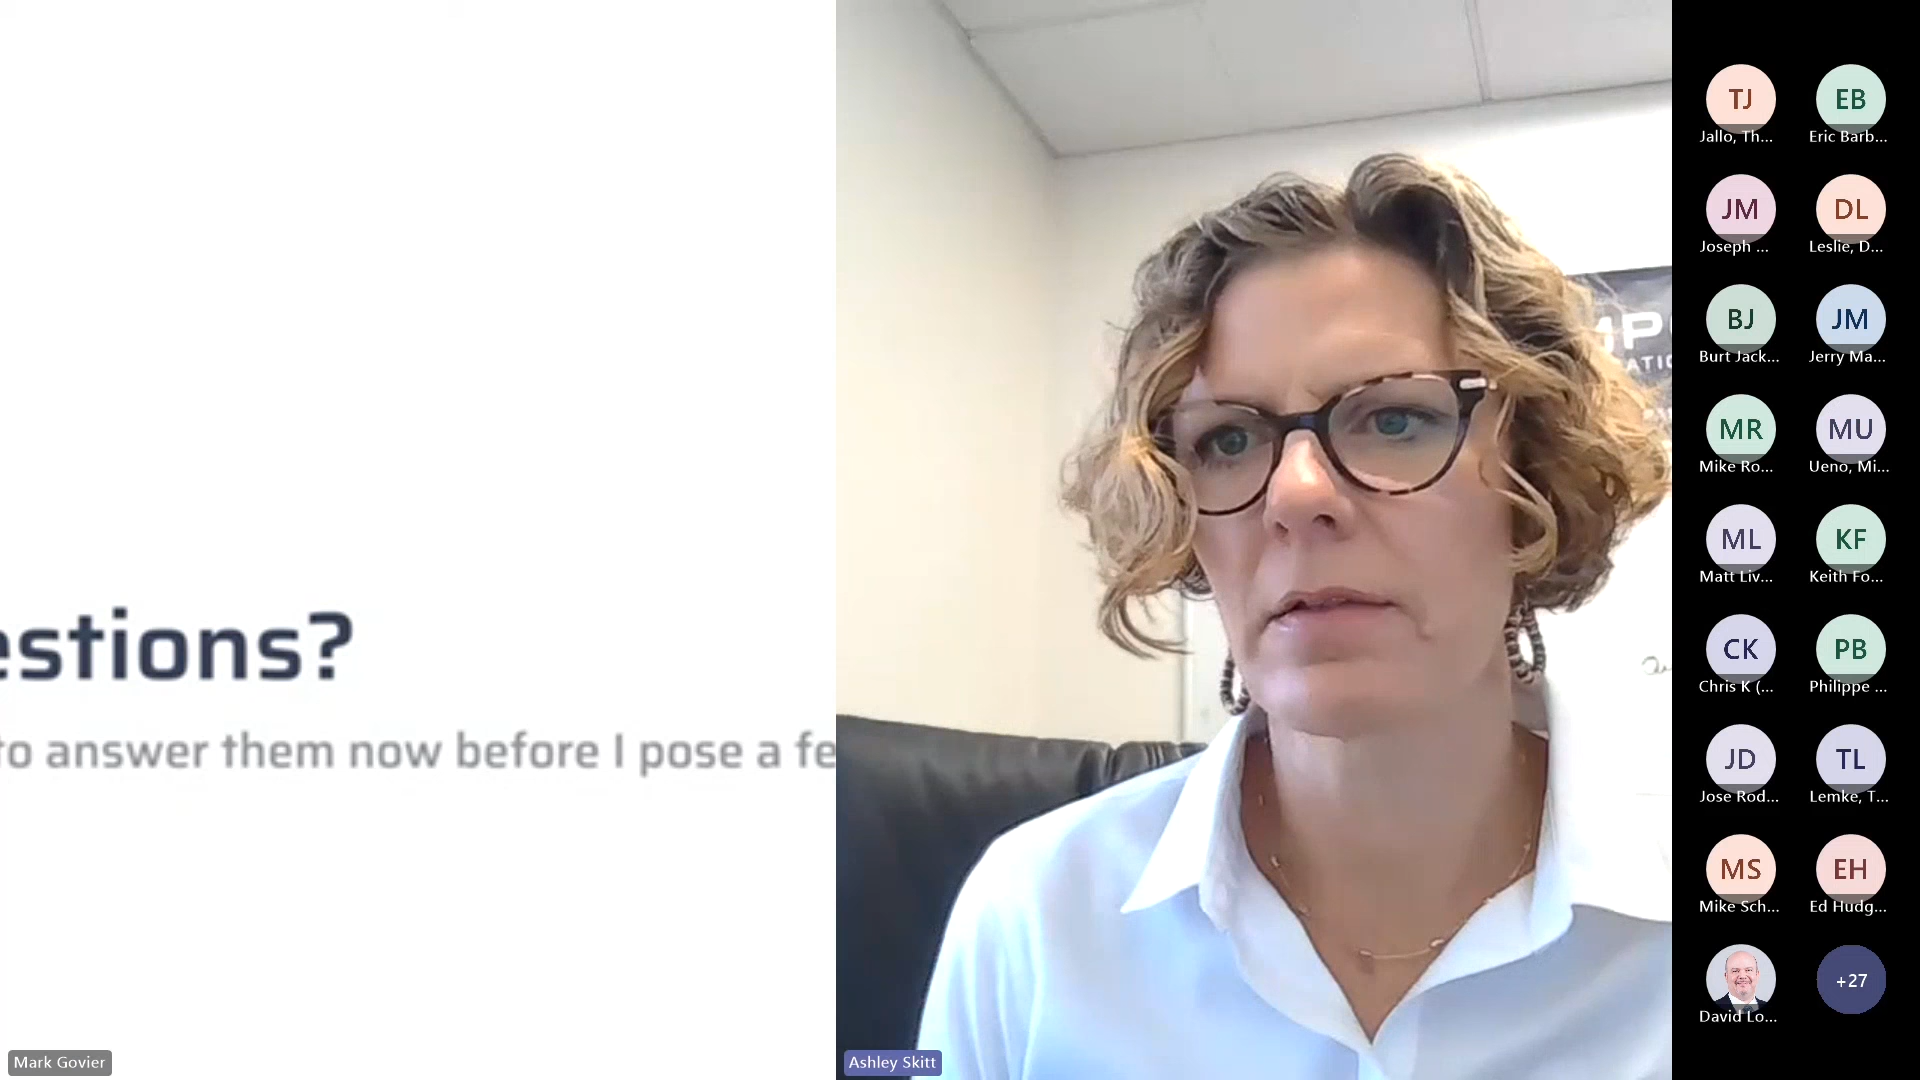 estions?
to answer them now before I pose a fe
Mark Govier
Ashley Skitt
TJ
Jallo, Th...
EB
Eric Barb...
JM
Joseph ...
DL
Leslie, D...
BJ
Burt Jack...
JM
Jerry Ma...
MR
Mike Ro...
MU
Ueno, Mi...
ML
Matt Liv...
KF
Keith Fo...
CK
Chris K (...
PB
Philippe ...
JD
Jose Rod...
TL
Lemke, T...
MS
Mike Sch...
EH
Ed Hudg...
David Lo...
+27